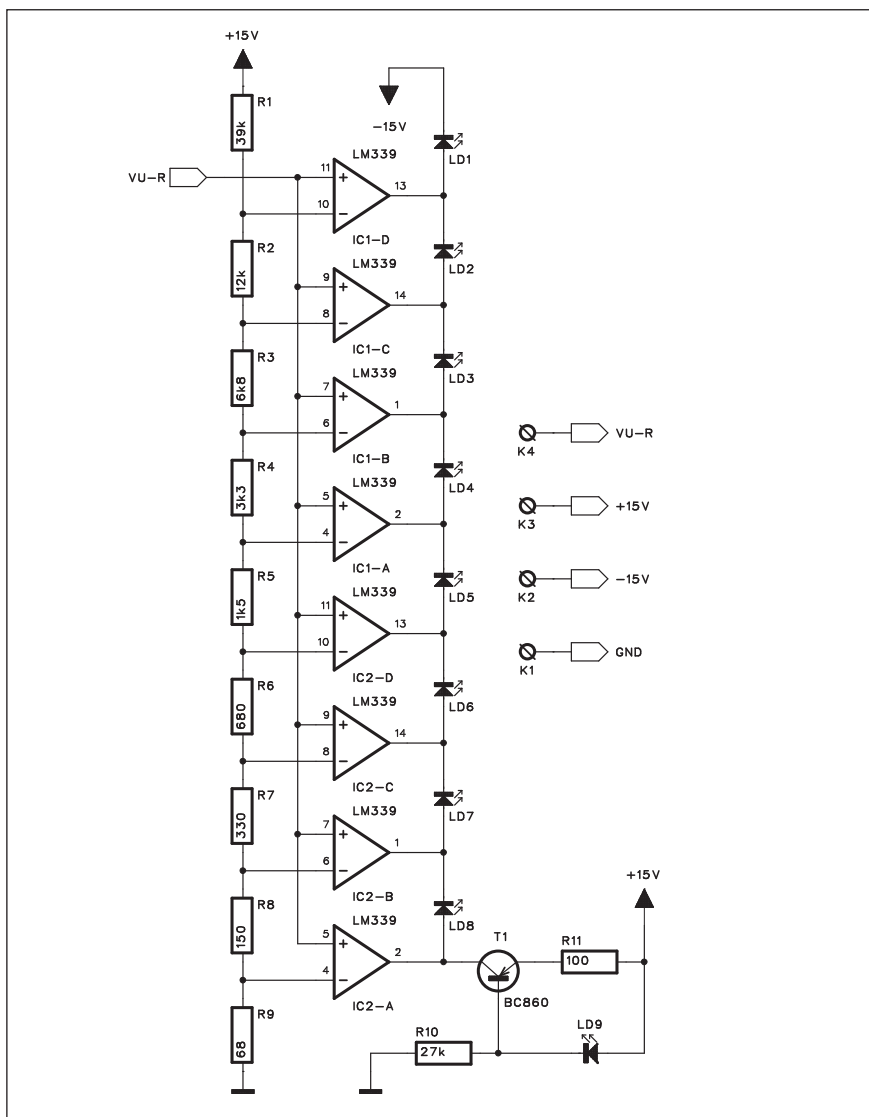 +15V
R1
39k
-15V
LD1
LM339
VU-R
11
+
13
10
-
IC1-D
R2
12k
LM339
LD2
9
+
14
8
-
IC1-C
R3
6k8
LM339
LD3
7
+
1
6
-
IC1-B
K4
VU-R
R4
3k3
LM339
LD4
5
+
2
4
-
IC1-A
K3
+15V
R5
1k5
LM339
LD5
K2
-15V
11
+
13
10
-
IC2-D
K1
GND
R6
680
LM339
LD6
9
+
14
8
-
IC2-C
R7
330
LM339
LD7
7
+
1
6
-
IC2-B
R8
150
LM339
LD8
+15V
5
+
2
4
-
IC2-A
T1
BC860
R11
100
R9
68
R10
27k
LD9